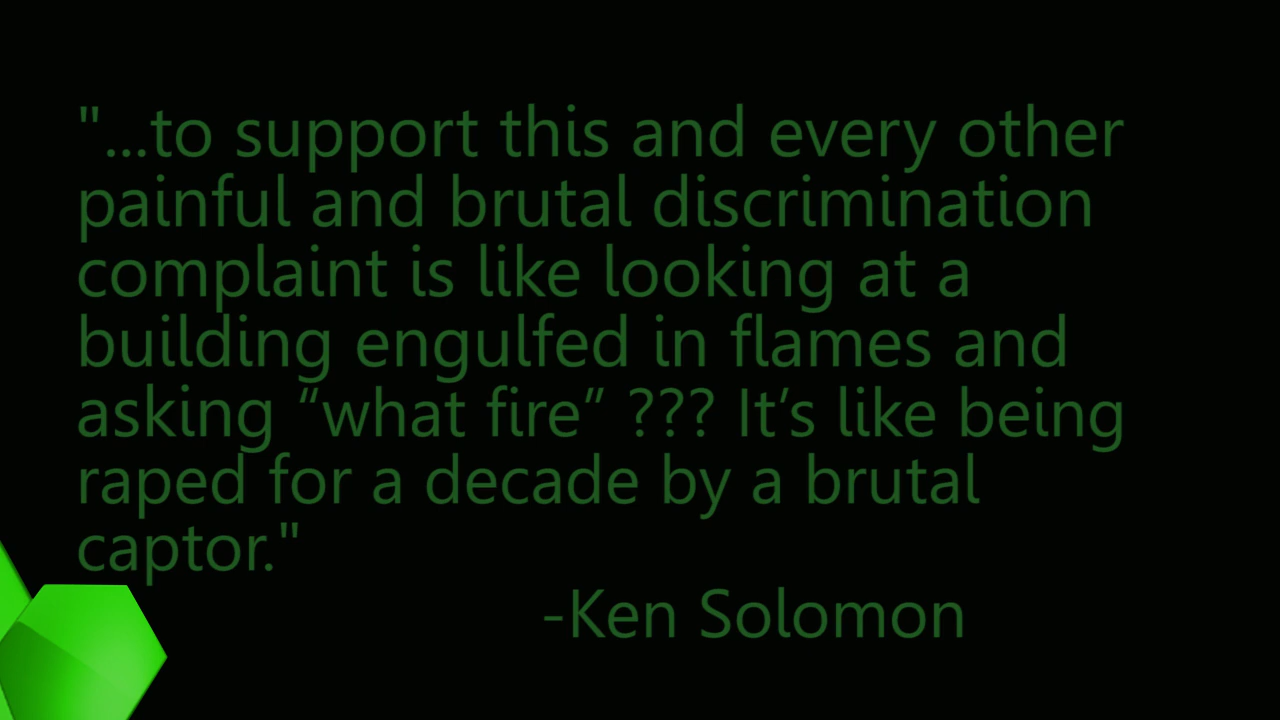 "...to support this and every other
painful and brutal discrimination
complaint is like looking at a
building engulfed in flames and
asking “what fire” ??? It’s like being
raped for a decade by a brutal
captor."
-Ken Solomon